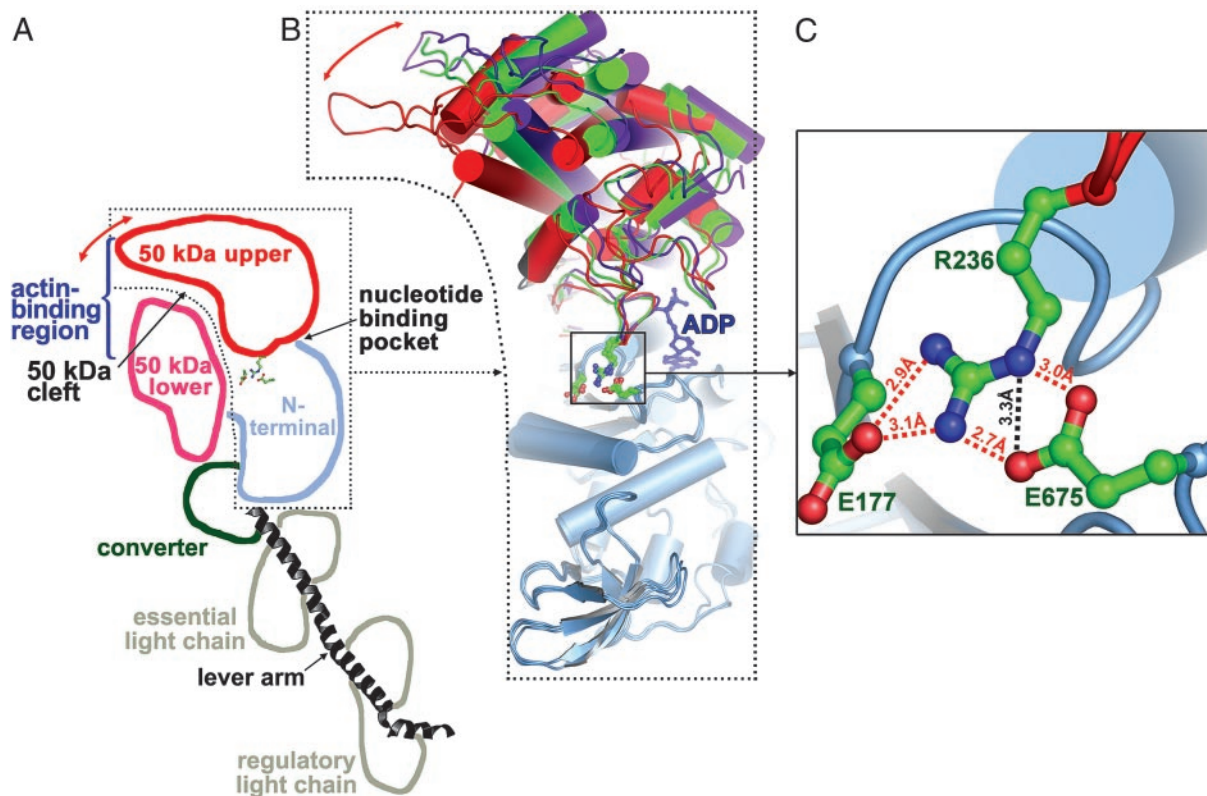 A
B
C
50 kDa upper
actin-
binding
region
nucleotide
binding
pocket
50 kDa
cleft
50 kDa
lower
N-
terminal
converter
essential
light chain
lever arm
regulatory
light chain
ADP
R236
2.9Å
3.0Å
3.3Å
3.1Å
2.7Å
E177
E675